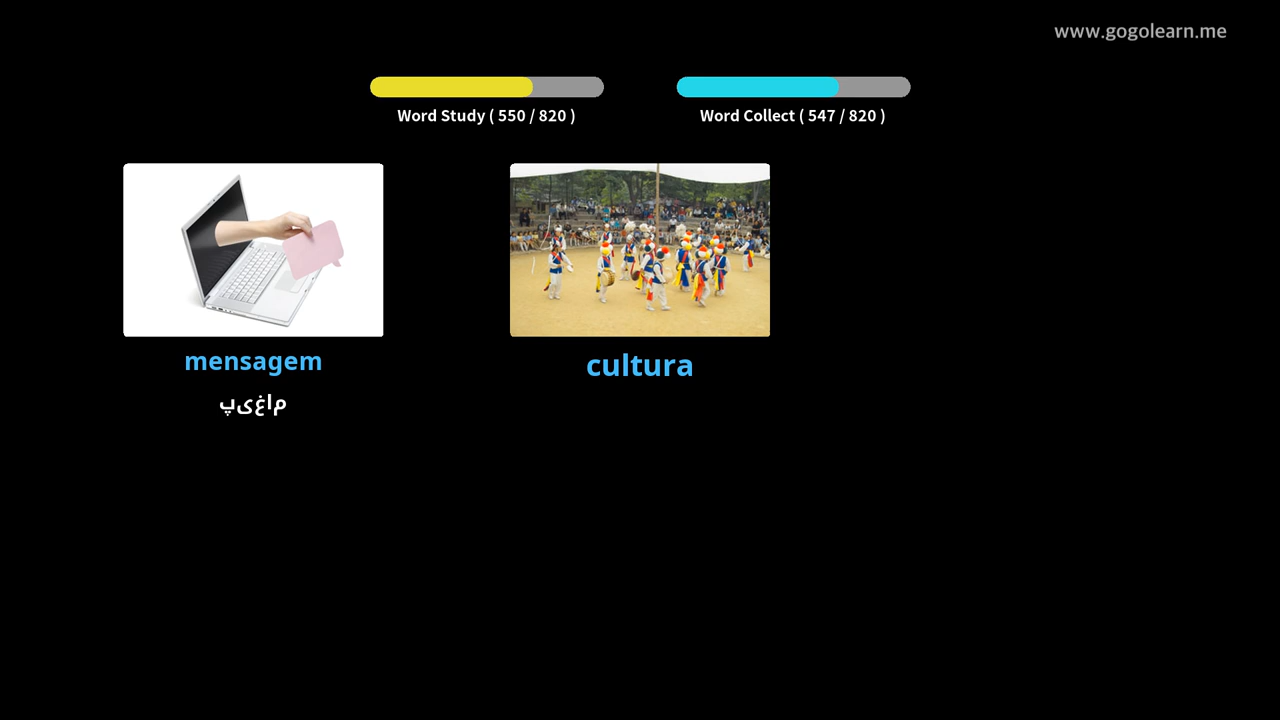 www.gogolearn.me
Word Study ( 550 / 820 )
Word Collect ( 547 / 820 )
mensagem
cultura
پیغام